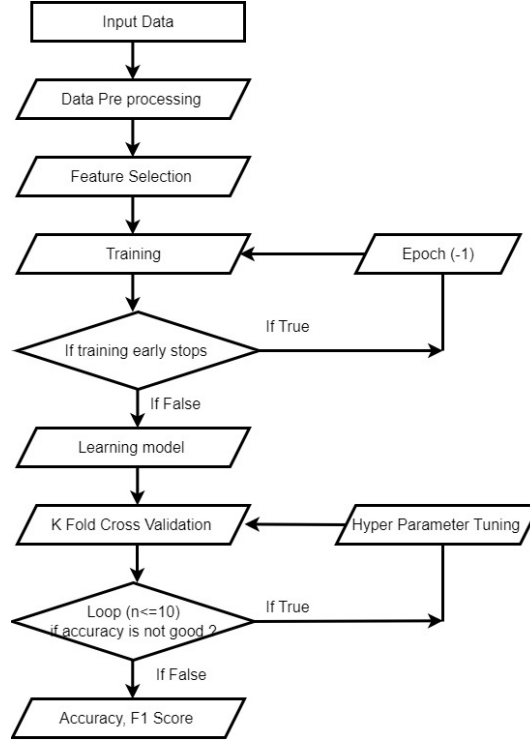 Input Data
Data Pre processing
Feature Selection
Training
Epoch (-1)
If True
If training early stops
If False
Learning model
K Fold Cross Validation
Hyper Parameter Tuning
Loop (n<=10)
if accuracy is not good ?
If True
If False
Accuracy, F1 Score